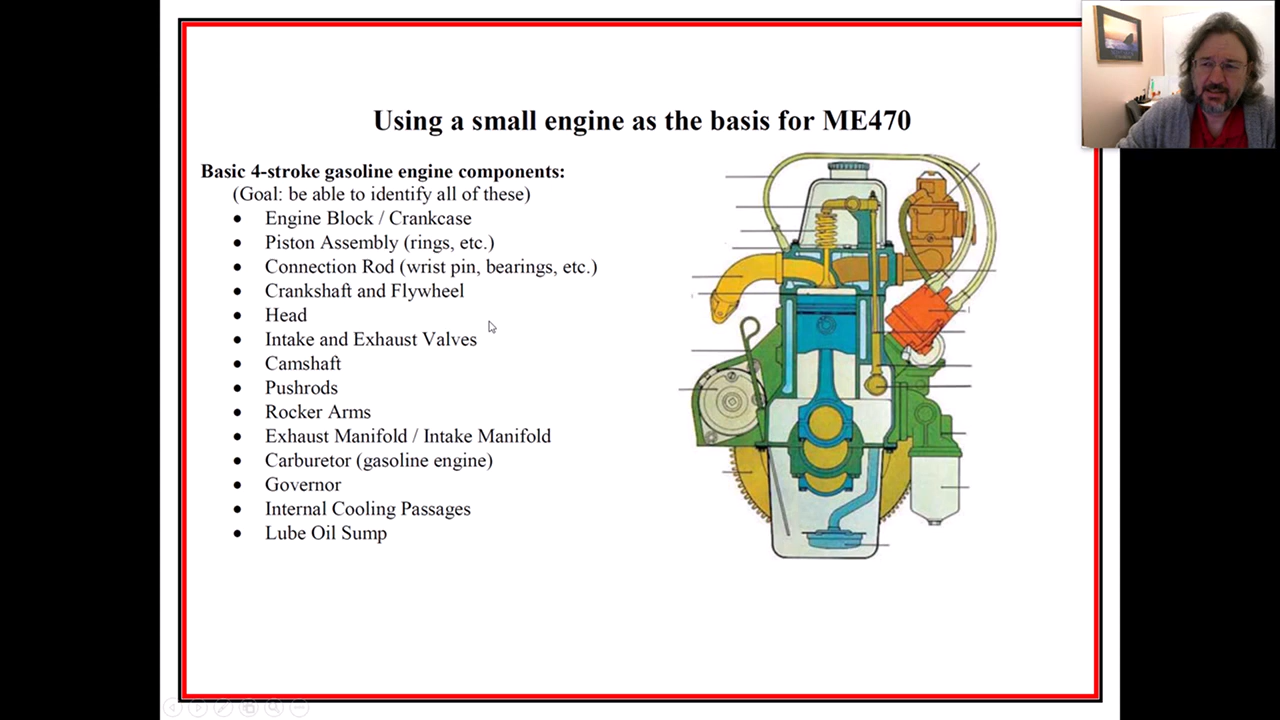 Using a small engine as the basis for ME470
Basic 4-stroke gasoline engine components:
(Goal: be able to identify all of these)
• Engine Block / Crankcase
• Piston Assembly (rings, etc.)
• Connection Rod (wrist pin, bearings, etc.)
• Crankshaft and Flywheel
• Head
• Intake and Exhaust Valves
• Camshaft
• Pushrods
• Rocker Arms
• Exhaust Manifold / Intake Manifold
• Carburetor (gasoline engine)
• Governor
• Internal Cooling Passages
• Lube Oil Sump